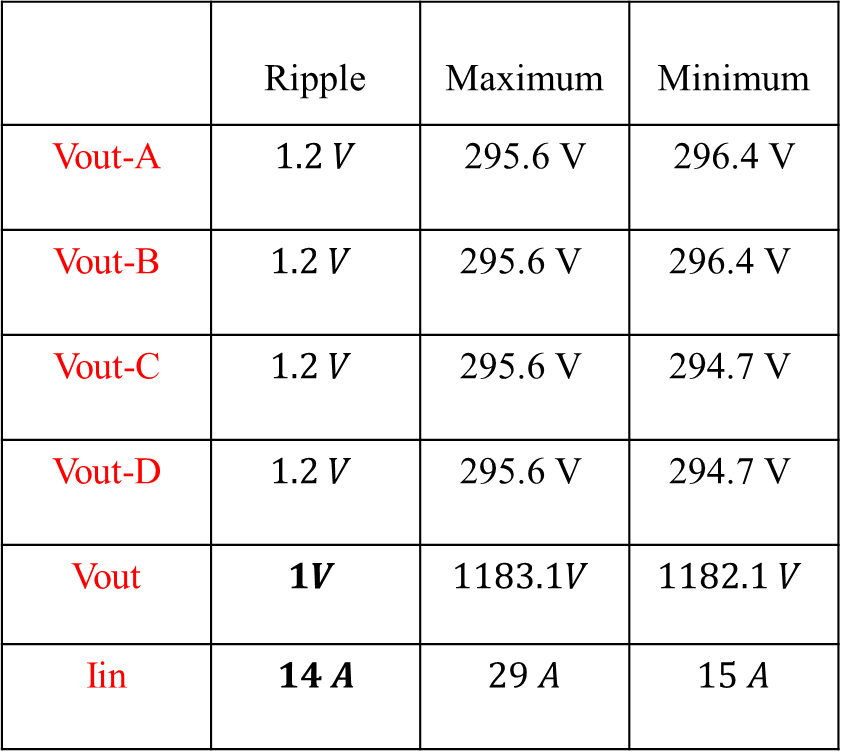 Ripple Maximum Minimum
Vout-A 1.2 V 295.6 V 296.4 V
Vout-B 1.2 V 295.6 V 296.4 V
Vout-C 1.2 V 295.6 V 294.7 V
Vout-D 1.2 V 295.6 V 294.7 V
Vout 1V 1183.1V 1182.1 V
Iin 14 A 29 A 15 A